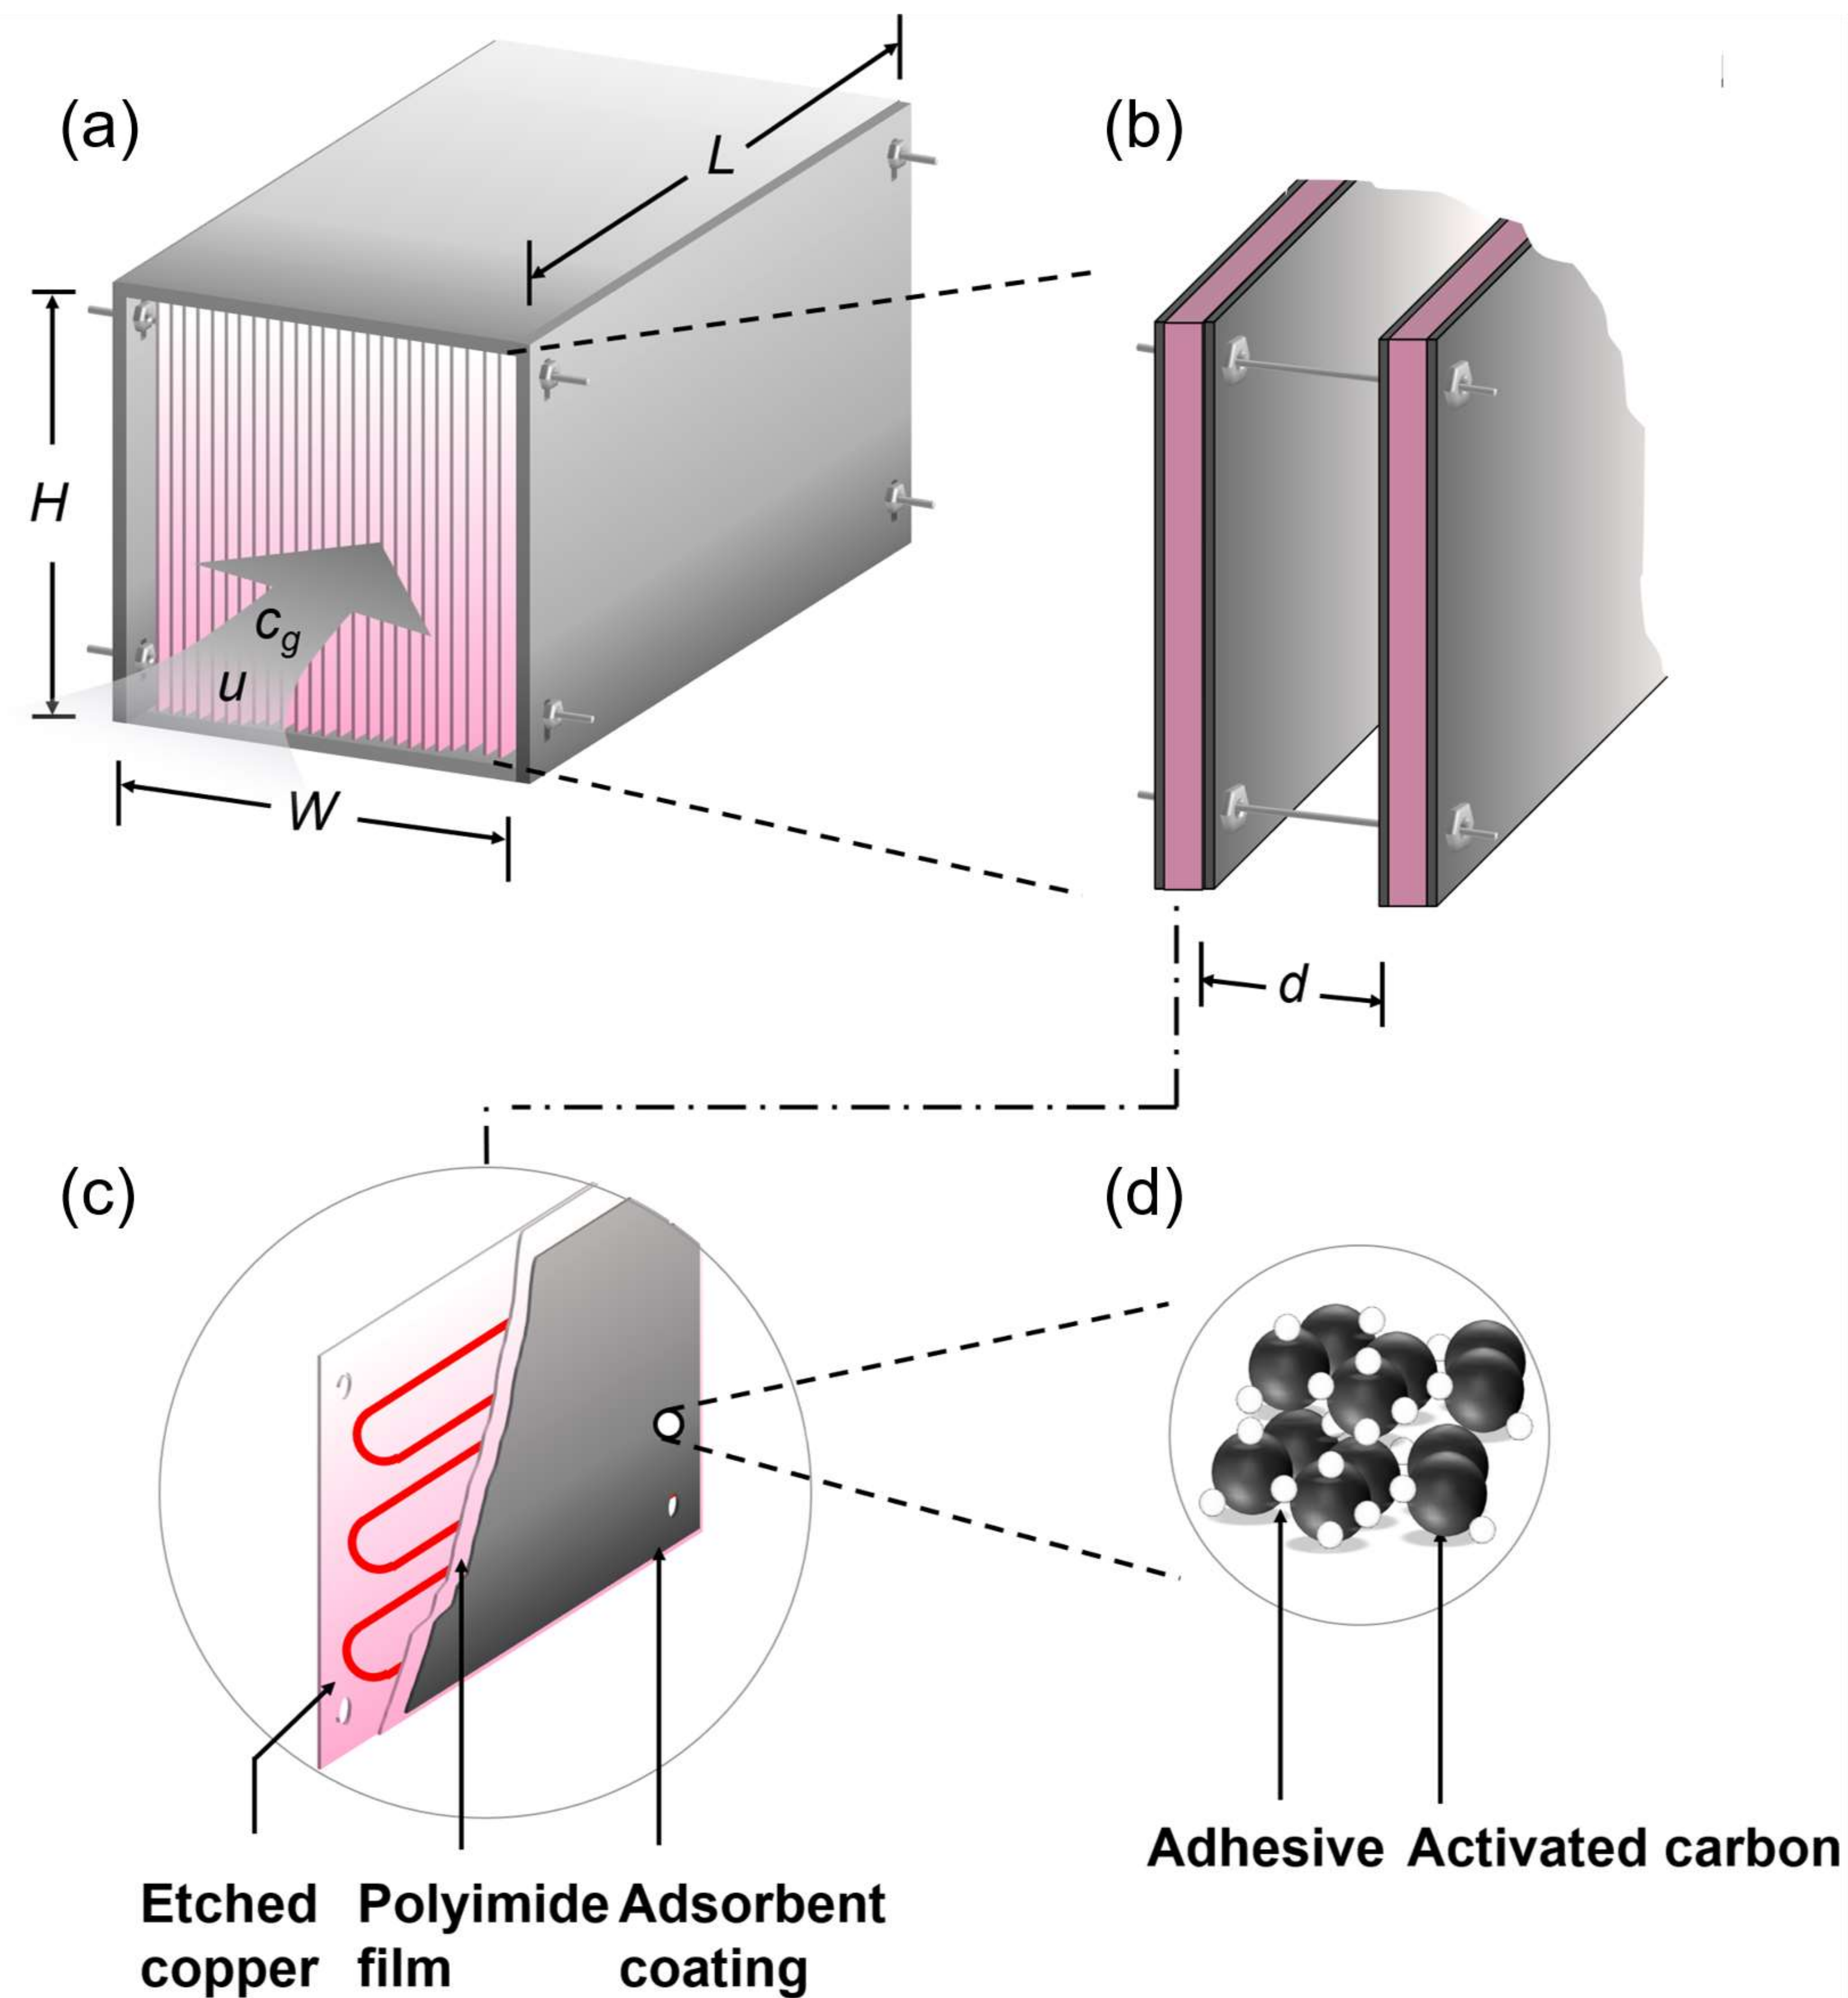 (a)
L
H
c_g
u
W
(b)
d
(c)
Etched copper
Polyimide film
Adsorbent coating
(d)
Adhesive
Activated carbon